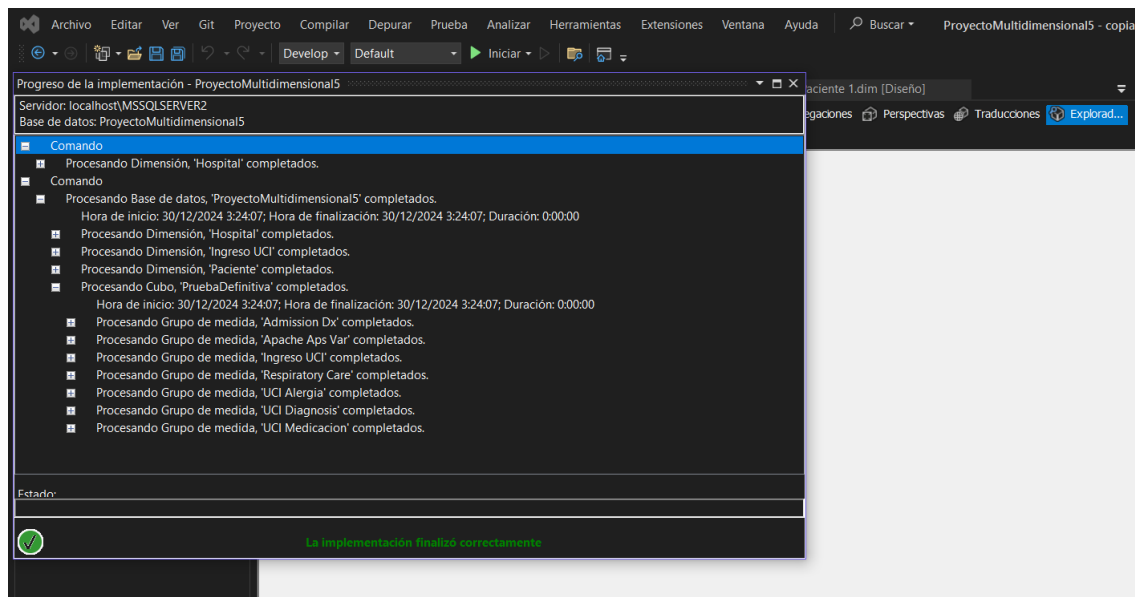 Archivo Editar Ver Git Proyecto Compilar Depurar Prueba Analizar Herramientas Extensiones Ventana Ayuda Buscar ProyectoMultidimensional5 - copia
Develop Default Iniciar
Progreso de la implementación - ProyectoMultidimensional5
aciente 1.dim [Diseño]
Servidor: localhost\MSSQLSERVER2
Base de datos: ProyectoMultidimensional5
egaciones Perspectivas Traducciones Explorad...
Comando
Procesando Dimensión, 'Hospital' completados.
Comando
Procesando Base de datos, 'ProyectoMultidimensional5' completados.
Hora de inicio: 30/12/2024 3:24:07; Hora de finalización: 30/12/2024 3:24:07; Duración: 0:00:00
Procesando Dimensión, 'Hospital' completados.
Procesando Dimensión, 'Ingreso UCI' completados.
Procesando Dimensión, 'Paciente' completados.
Procesando Cubo, 'PruebaDefinitiva' completados.
Hora de inicio: 30/12/2024 3:24:07; Hora de finalización: 30/12/2024 3:24:07; Duración: 0:00:00
Procesando Grupo de medida, 'Admission Dx' completados.
Procesando Grupo de medida, 'Apache Aps Var' completados.
Procesando Grupo de medida, 'Ingreso UCI' completados.
Procesando Grupo de medida, 'Respiratory Care' completados.
Procesando Grupo de medida, 'UCI Alergia' completados.
Procesando Grupo de medida, 'UCI Diagnosis' completados.
Procesando Grupo de medida, 'UCI Medicacion' completados.
Estado:
La implementación finalizó correctamente